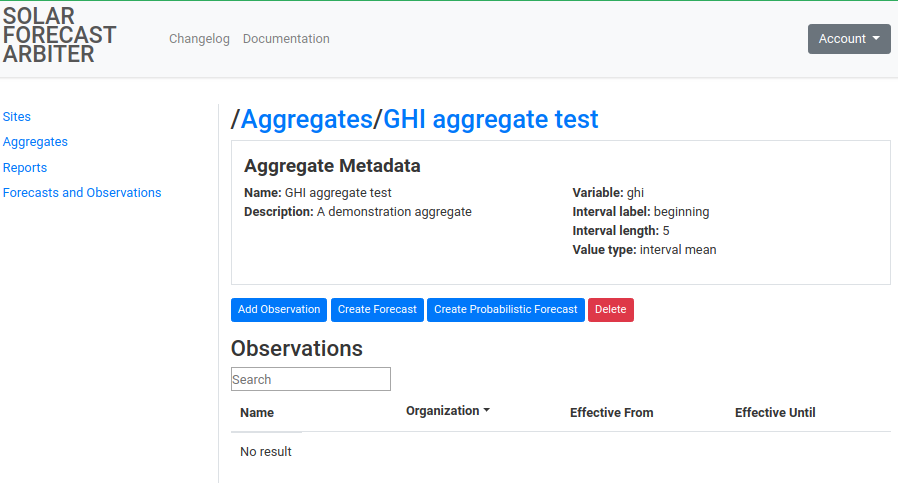 SOLAR
FORECAST
ARBITER
Changelog Documentation
Account
Sites
Aggregates
Reports
Forecasts and Observations
/Aggregates/GHI aggregate test
Aggregate Metadata
Name: GHI aggregate test
Description: A demonstration aggregate
Variable: ghi
Interval label: beginning
Interval length: 5
Value type: interval mean
Add Observation Create Forecast Create Probabilistic Forecast Delete
Observations
Search
Name Organization Effective From Effective Until
No result